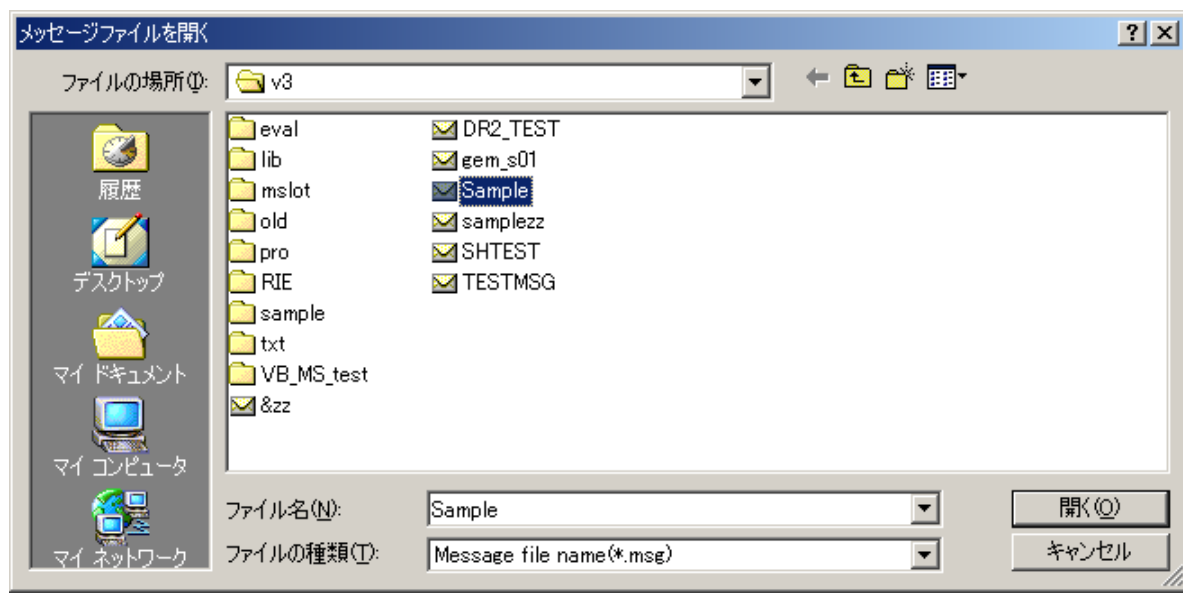 メッセージファイルを開く
ファイルの場所(I):
v3
履歴
デスクトップ
マイ ドキュメント
マイ コンピュータ
マイ ネットワーク
eval
lib
mslot
old
pro
RIE
sample
txt
VB_MS_test
&zz
DR2_TEST
gem_s01
Sample
samplezz
SHTEST
TESTMSG
ファイル名(N):
Sample
開く(O)
ファイルの種類(T):
Message file name(*.msg)
キャンセル